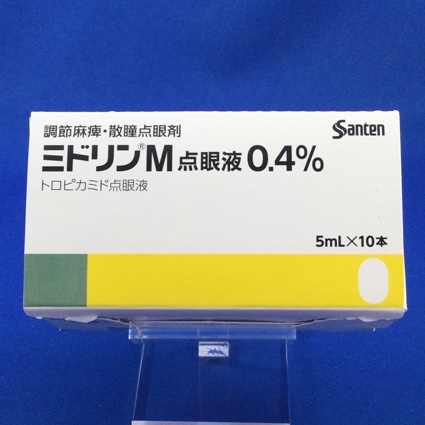 調節麻痺・散瞳点眼剤
Santen
ミドリン®M点眼液0.4%
トロピカミド点眼液
5mL×10本